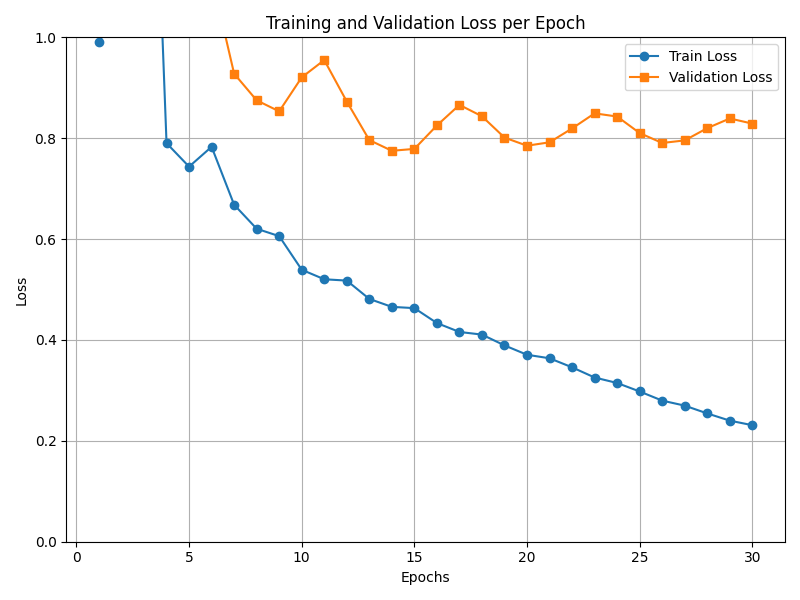 Training and Validation Loss per Epoch
Train Loss
Validation Loss
1.0
0.8
0.6
0.4
0.2
0.0
Loss
0 5 10 15 20 25 30
Epochs